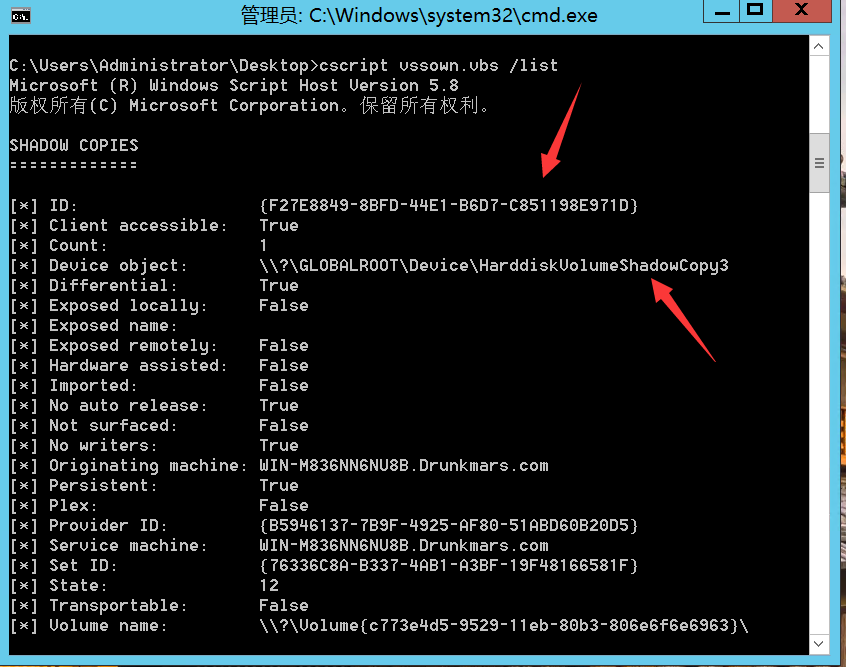 管理员: C:\Windows\system32\cmd.exe
C:\Users\Administrator\Desktop>cscript vssown.vbs /list
Microsoft (R) Windows Script Host Version 5.8
版权所有(C) Microsoft Corporation。保留所有权利。
SHADOW COPIES
=============
[*] ID: {F27E8849-8BFD-44E1-B6D7-C851198E971D}
[*] Client accessible: True
[*] Count: 1
[*] Device object: \\?\GLOBALROOT\Device\HarddiskVolumeShadowCopy3
[*] Differential: True
[*] Exposed locally: False
[*] Exposed name:
[*] Exposed remotely: False
[*] Hardware assisted: False
[*] Imported: False
[*] No auto release: True
[*] Not surfaced: False
[*] No writers: True
[*] Originating machine: WIN-M836NN6NU8B.Drunkmars.com
[*] Persistent: True
[*] Plex: False
[*] Provider ID: {B5946137-7B9F-4925-AF80-51ABD60B20D5}
[*] Service machine: WIN-M836NN6NU8B.Drunkmars.com
[*] Set ID: {76336C8A-B337-4AB1-A3BF-19F48166581F}
[*] State: 12
[*] Transportable: False
[*] Volume name: \\?\Volume{c773e4d5-9529-11eb-80b3-806e6f6e6963}\